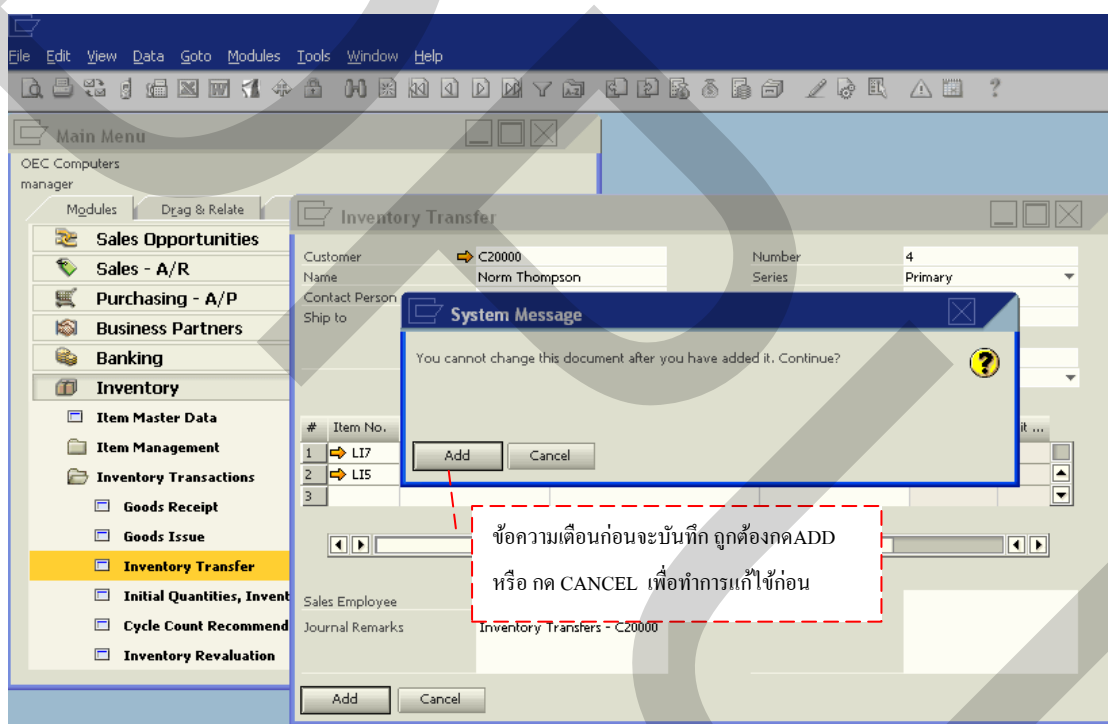 File Edit View Data Goto Modules Tools Window Help
Main Menu
OEC Computers
manager
Modules Drag & Relate
Sales Opportunities
Sales - A/R
Purchasing - A/P
Business Partners
Banking
Inventory
Item Master Data
Item Management
Inventory Transactions
Goods Receipt
Goods Issue
Inventory Transfer
Initial Quantities, Invent
Cycle Count Recommend
Inventory Revaluation
Inventory Transfer
Customer C20000 Number 4
Name Norm Thompson Series Primary
Contact Person
Ship to
System Message
You cannot change this document after you have added it. Continue?
Add Cancel
# Item No. it ...
1 LI7
2 LI5
3
ข้อความเตือนก่อนจะบันทึก ถูกต้องกดADD
หรือ กด CANCEL เพื่อทำการแก้ไข้ก่อน
Sales Employee
Journal Remarks Inventory Transfers - C20000
Add Cancel